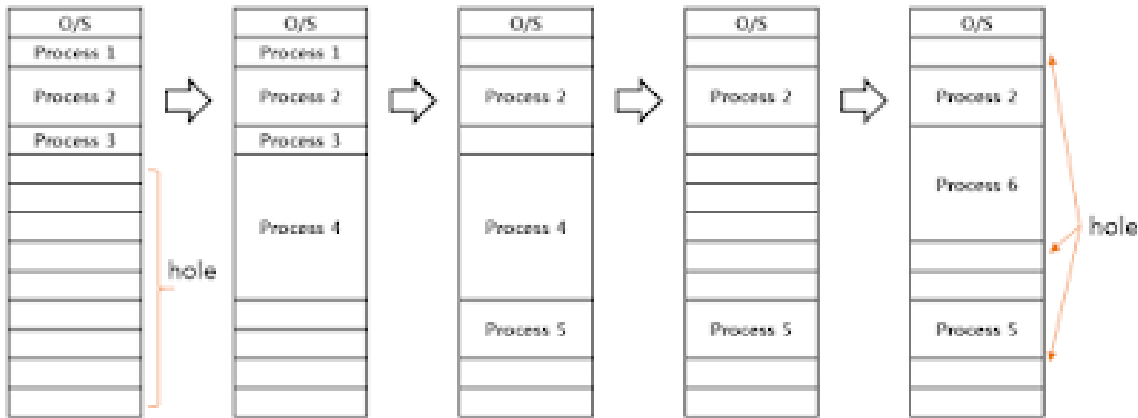 O/S
Process 1
Process 2
Process 3
hole
O/S
Process 1
Process 2
Process 3
Process 4
O/S
Process 2
Process 4
Process 5
O/S
Process 2
Process 5
O/S
Process 2
Process 6
Process 5
hole